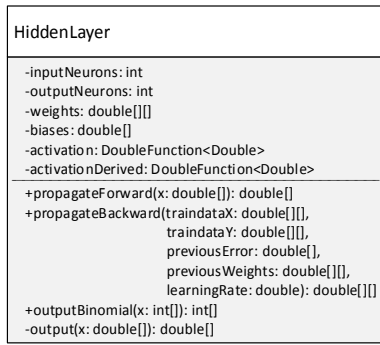 HiddenLayer
-inputNeurons: int
-outputNeurons: int
-weights: double[][]
-biases: double[]
-activation: DoubleFunction<Double>
-activationDerived: DoubleFunction<Double>
+propagateForward(x: double[]): double[]
+propagateBackward(traindataX: double[][],
traindataY: double[][],
previousError: double[],
previousWeights: double[][],
learningRate: double): double[][]
+outputBinomial(x: int[]): int[]
-output(x: double[]): double[]